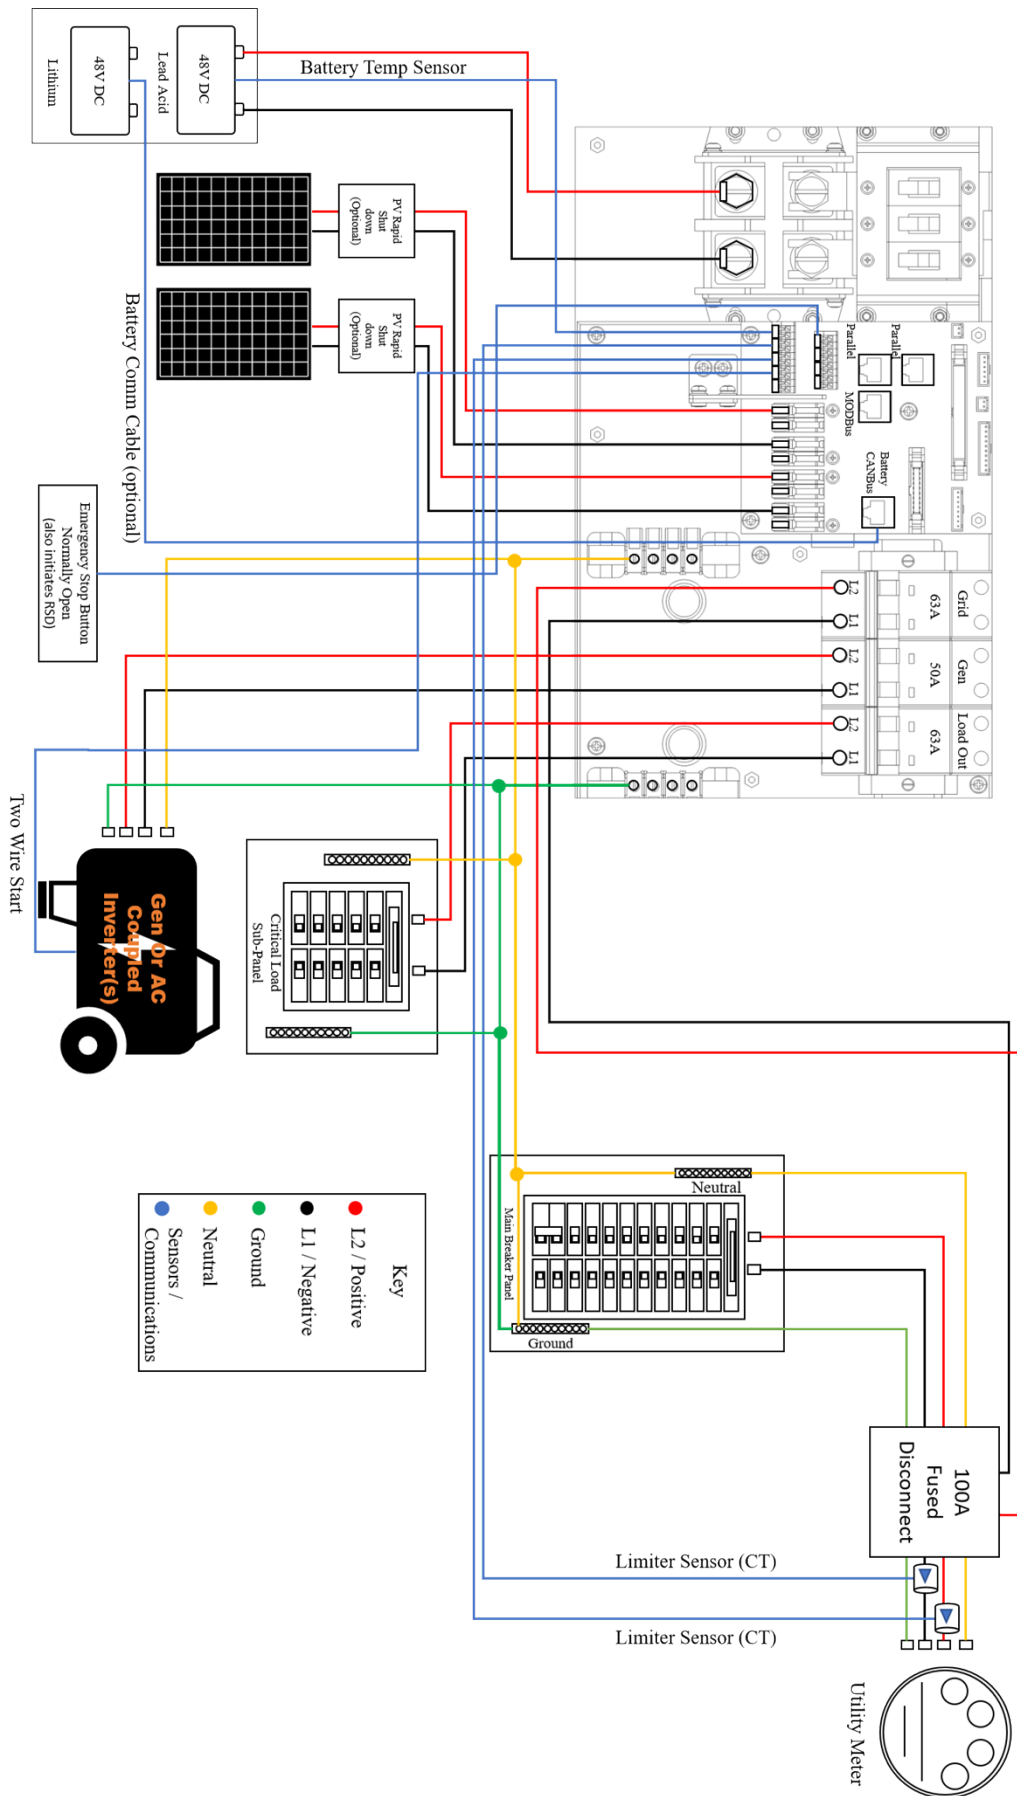 Battery Temp Sensor
48V DC
Lead Acid
48V DC
Lithium
PV Rapid
Shut
down
(Optional)
PV Rapid
Shut
down
(Optional)
Battery Comm Cable (optional)
Parallel
Parallel
MODBus
Battery
CANBus
Emergency Stop Button
Normally Open
(also initiates RSD)
L2
L1
63A
Grid
L2
L1
50A
Gen
L2
L1
63A
Load Out
Two Wire Start
Gen Or AC
Coupled
Inverter(s)
Critical Load
Sub-Panel
Neutral
Main Breaker Panel
Ground
Key
L2 / Positive
L1 / Negative
Ground
Neutral
Sensors /
Communications
100A
Fused
Disconnect
Limiter Sensor (CT)
Limiter Sensor (CT)
Utility Meter